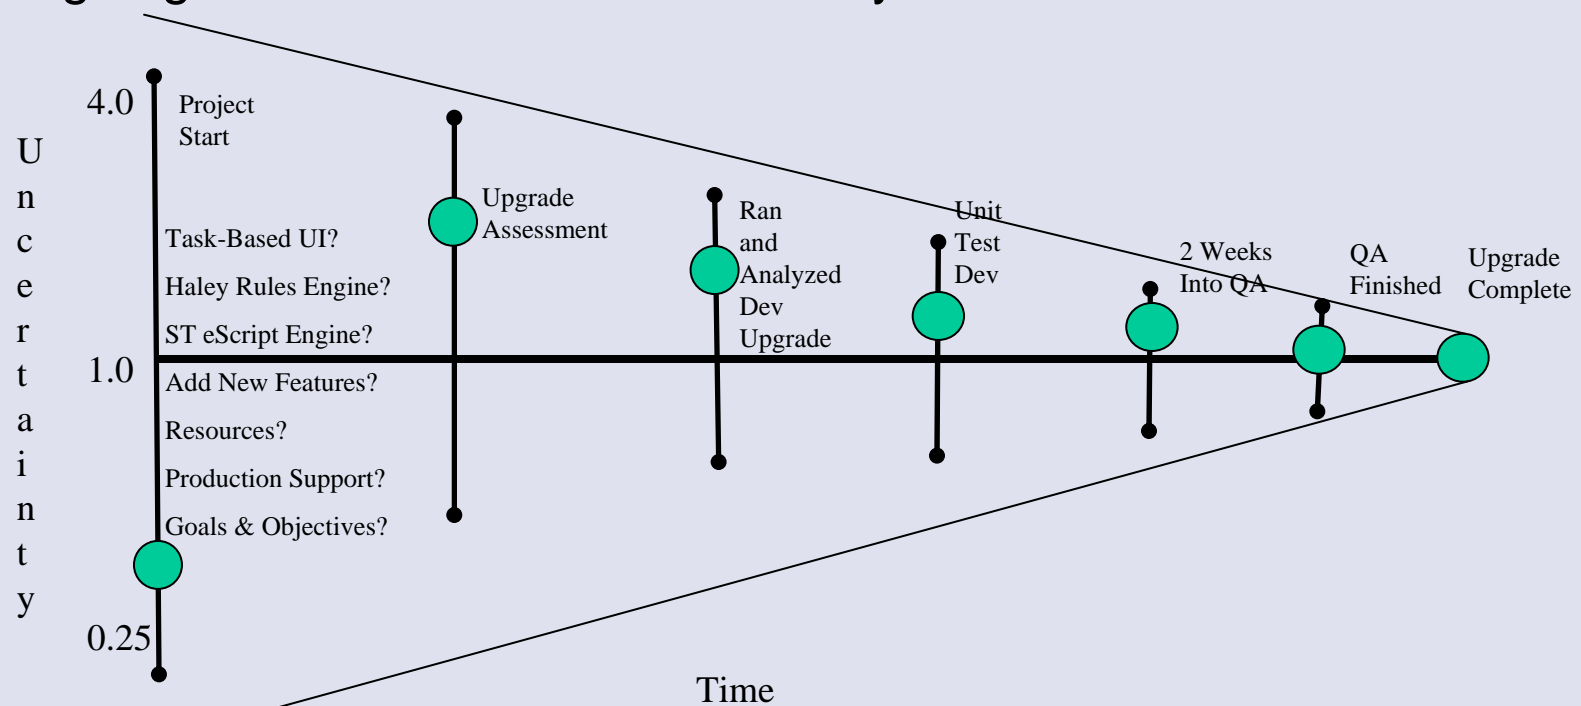 4.0
Project
Start
Uncertainty
Upgrade
Assessment
Ran
and
Analyzed
Dev
Upgrade
Unit
Test
Dev
2 Weeks
Into QA
QA
Finished
Upgrade
Complete
Task-Based UI?
Haley Rules Engine?
ST eScript Engine?
1.0
Add New Features?
Resources?
Production Support?
Goals & Objectives?
0.25
Time